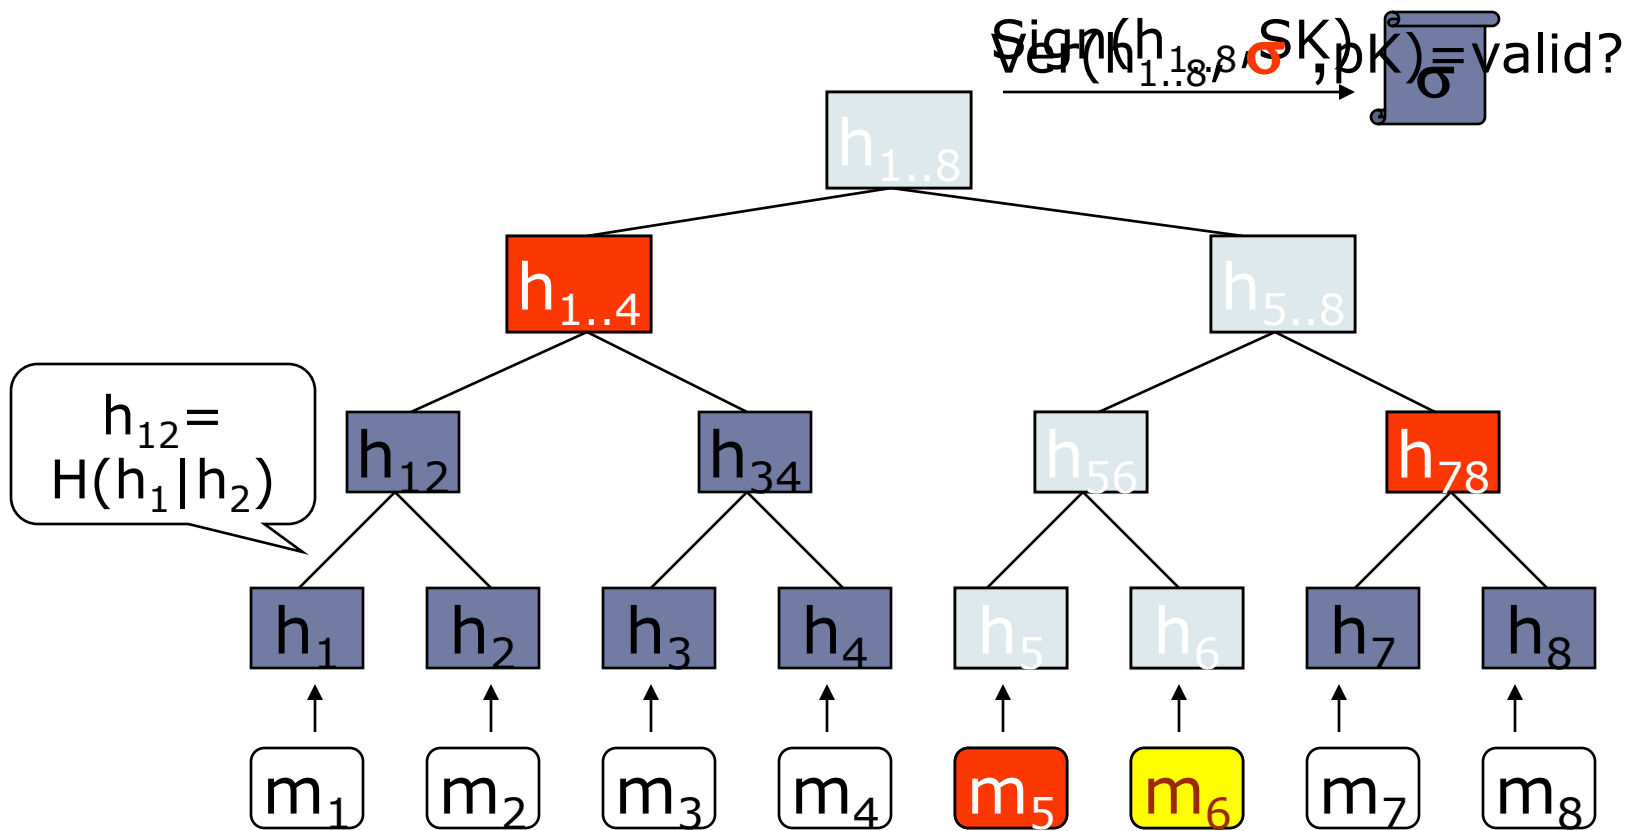 Sign(h1..8, SK)
Ver(h1..8, σ ,pK)=valid?
σ
h1..8
h1..4
h5..8
h12=
H(h1|h2)
h12
h34
h56
h78
h1
h2
h3
h4
h5
h6
h7
h8
m1
m2
m3
m4
m5
m6
m7
m8